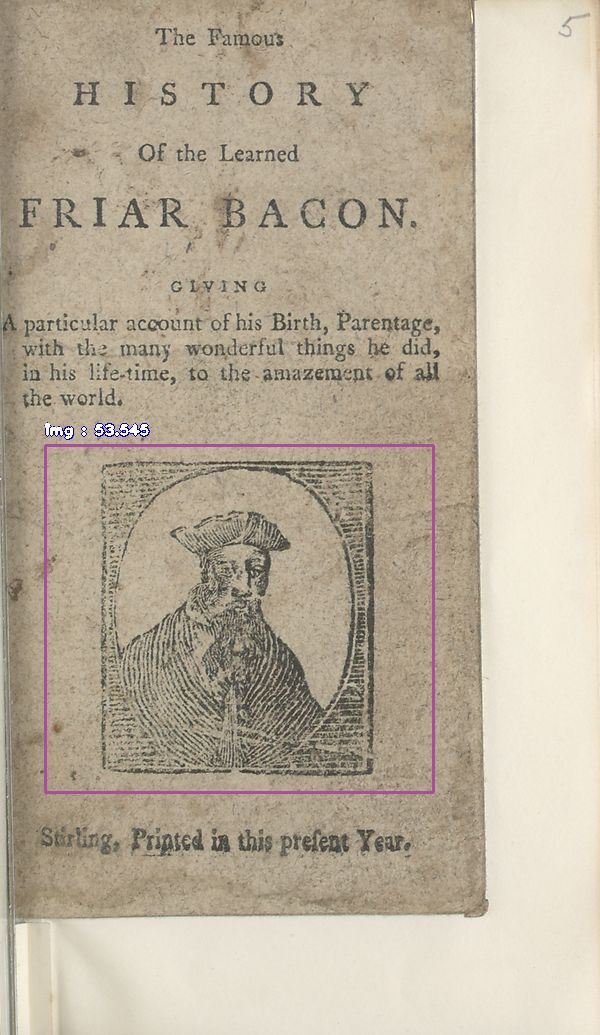 5
The Famous
HISTORY
Of the Learned
FRIAR BACON.
GIVING
A particular account of his Birth, Parentage,
with the many wonderful things he did,
in his life-time, to the amazement of all
the world.
img : 53.545
Stirling, Printed in this preſent Year.